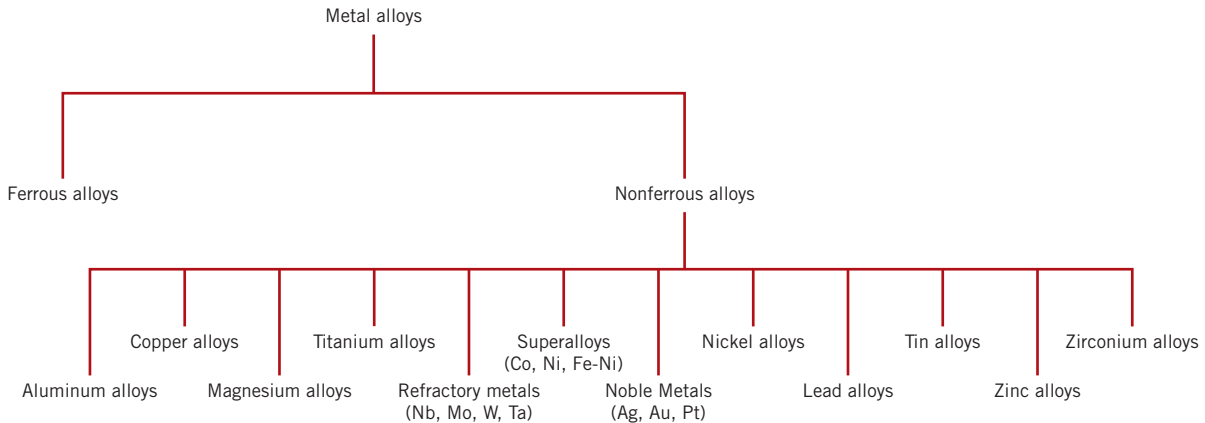 Metal alloys
Ferrous alloys
Nonferrous alloys
Copper alloys
Titanium alloys
Superalloys
(Co, Ni, Fe-Ni)
Nickel alloys
Tin alloys
Zirconium alloys
Aluminum alloys
Magnesium alloys
Refractory metals
(Nb, Mo, W, Ta)
Noble Metals
(Ag, Au, Pt)
Lead alloys
Zinc alloys